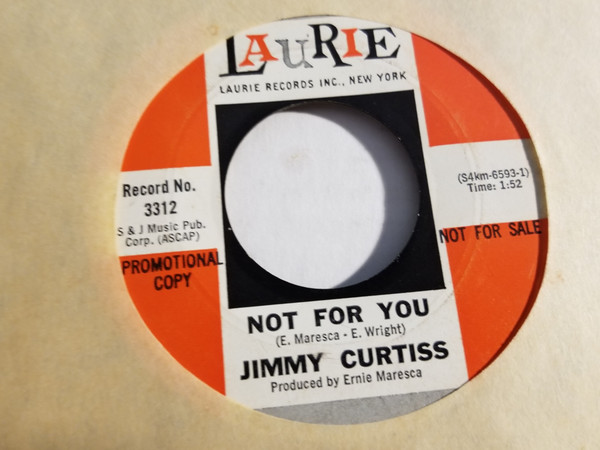 LAURIE
LAURIE RECORDS INC., NEW YORK
Record No.
3312
S & J Music Pub.
Corp. (ASCAP)
PROMOTIONAL
COPY
(S4km-6593-1)
Time: 1:52
NOT FOR SALE
NOT FOR YOU
(E. Maresca - E. Wright)
JIMMY CURTISS
Produced by Ernie Maresca